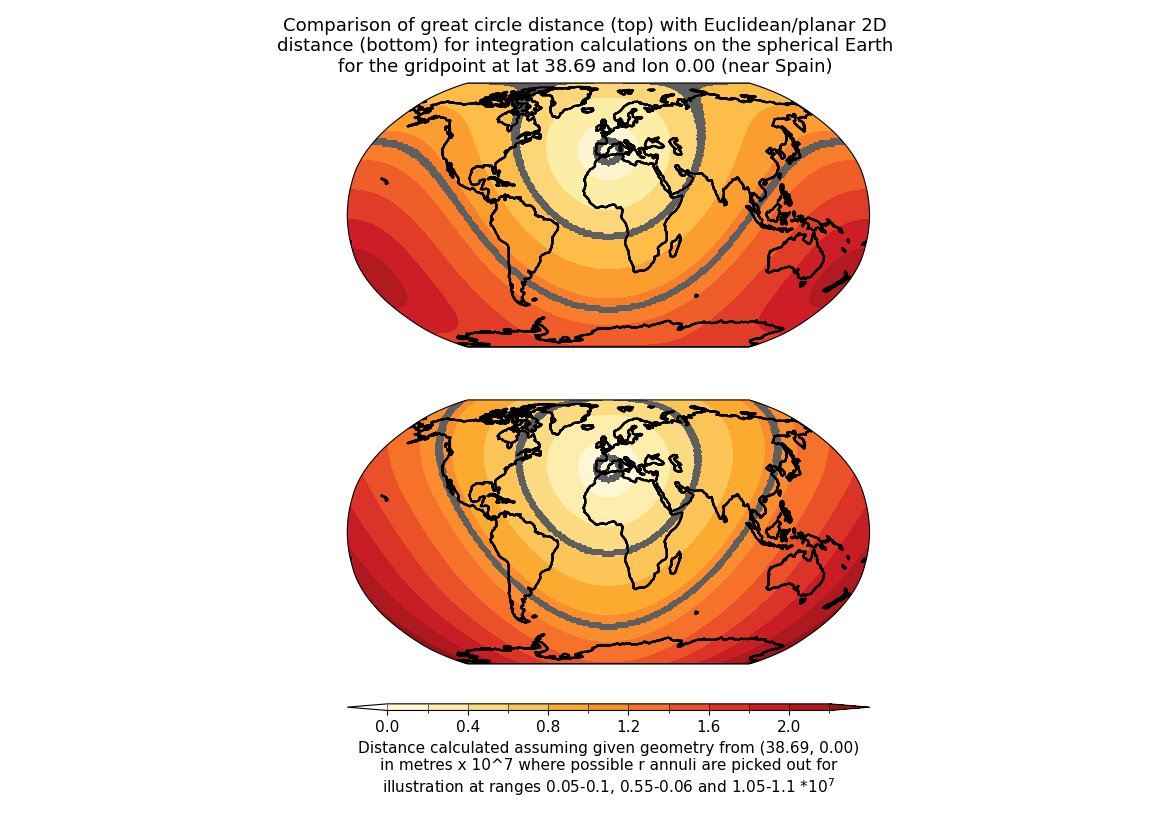 Comparison of great circle distance (top) with Euclidean/planar 2D
distance (bottom) for integration calculations on the spherical Earth
for the gridpoint at lat 38.69 and lon 0.00 (near Spain)
0.0 0.4 0.8 1.2 1.6 2.0
Distance calculated assuming given geometry from (38.69, 0.00)
in metres x 10^7 where possible r annuli are picked out for
illustration at ranges 0.05-0.1, 0.55-0.06 and 1.05-1.1 *10⁷